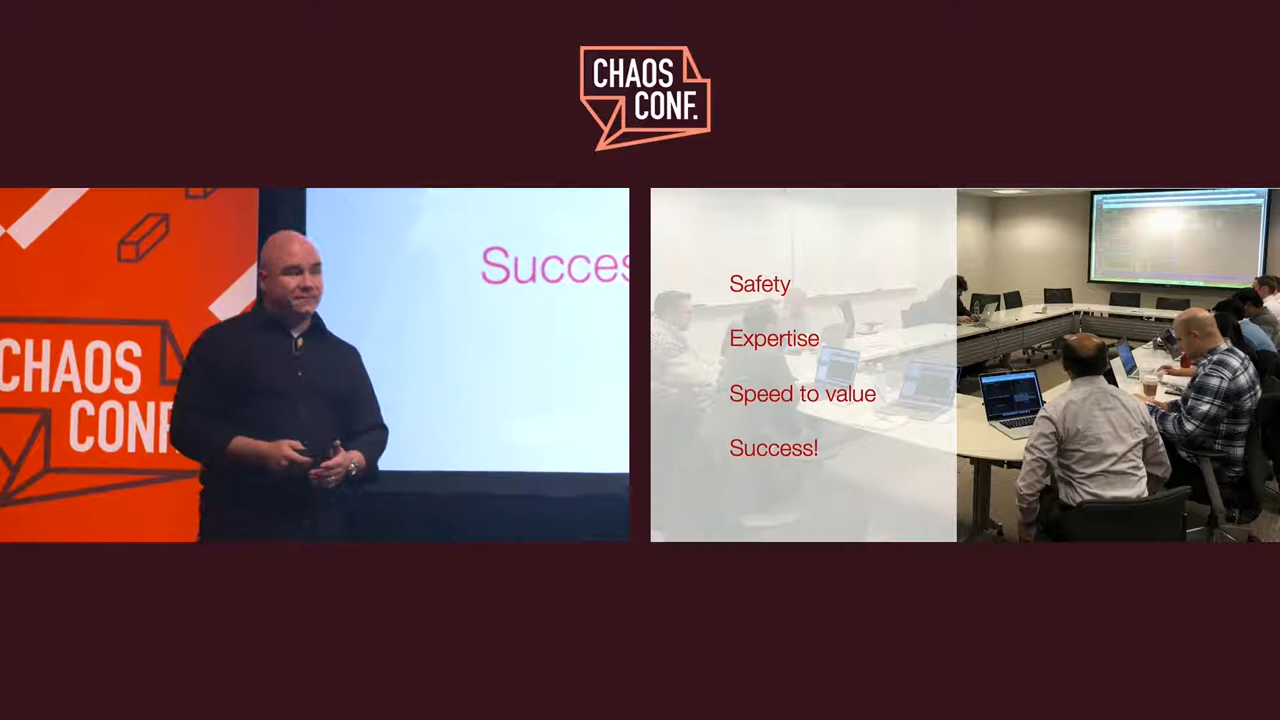 CHAOS
CONF.
Succes
CHAOS
CONF
Safety
Expertise
Speed to value
Success!